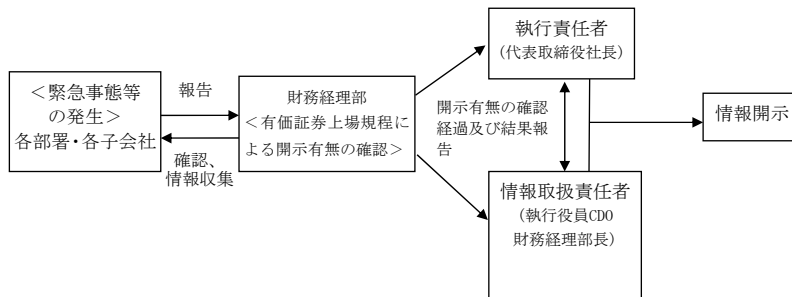 ＜緊急事態等
の発生＞
各部署・各子会社
報告
確認、
情報収集
財務経理部
＜有価証券上場規程に
よる開示有無の確認＞
執行責任者
（代表取締役社長）
開示有無の確認
経過及び結果報
告
情報取扱責任者
（執行役員CDO
財務経理部長）
情報開示